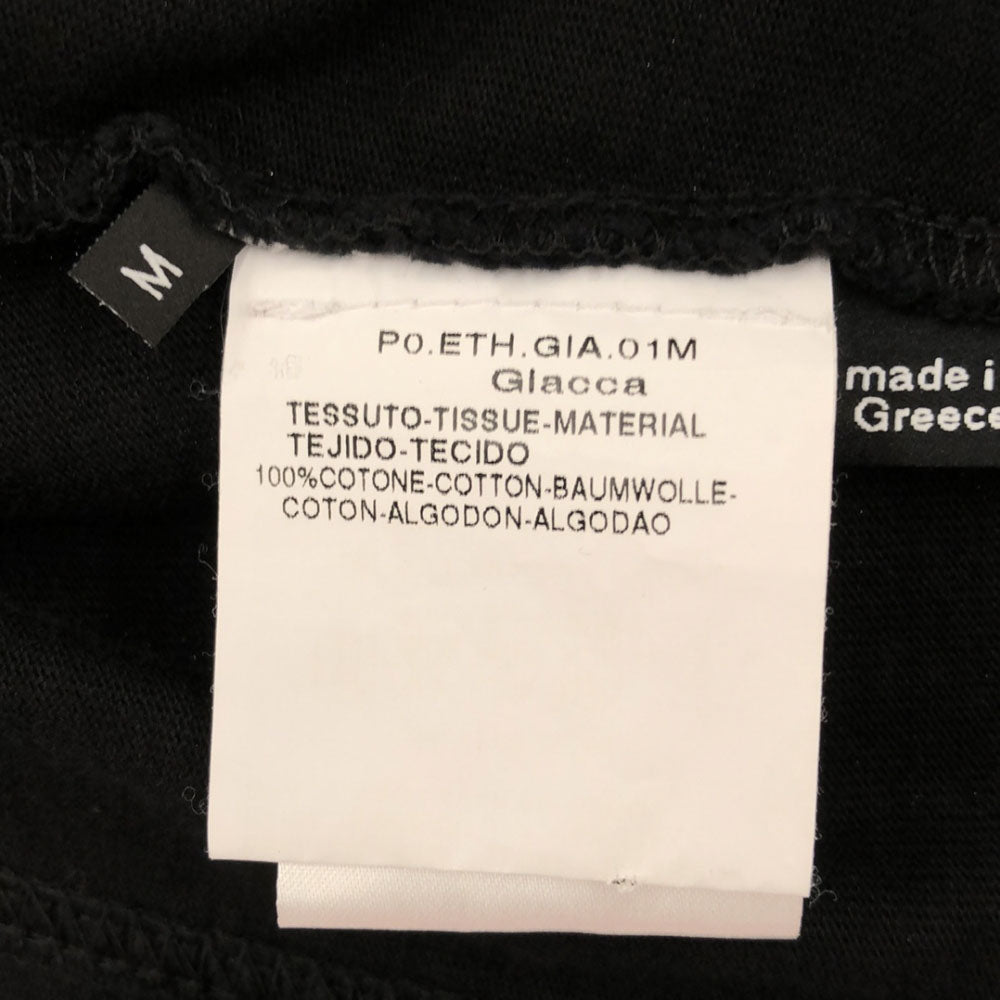 M
P0.ETH.GIA.01M
Giacca
TESSUTO-TISSUE-MATERIAL
TEJIDO-TECIDO
100%COTONE-COTTON-BAUMWOLLE-
COTON-ALGODON-ALGODAO
made i
Greece